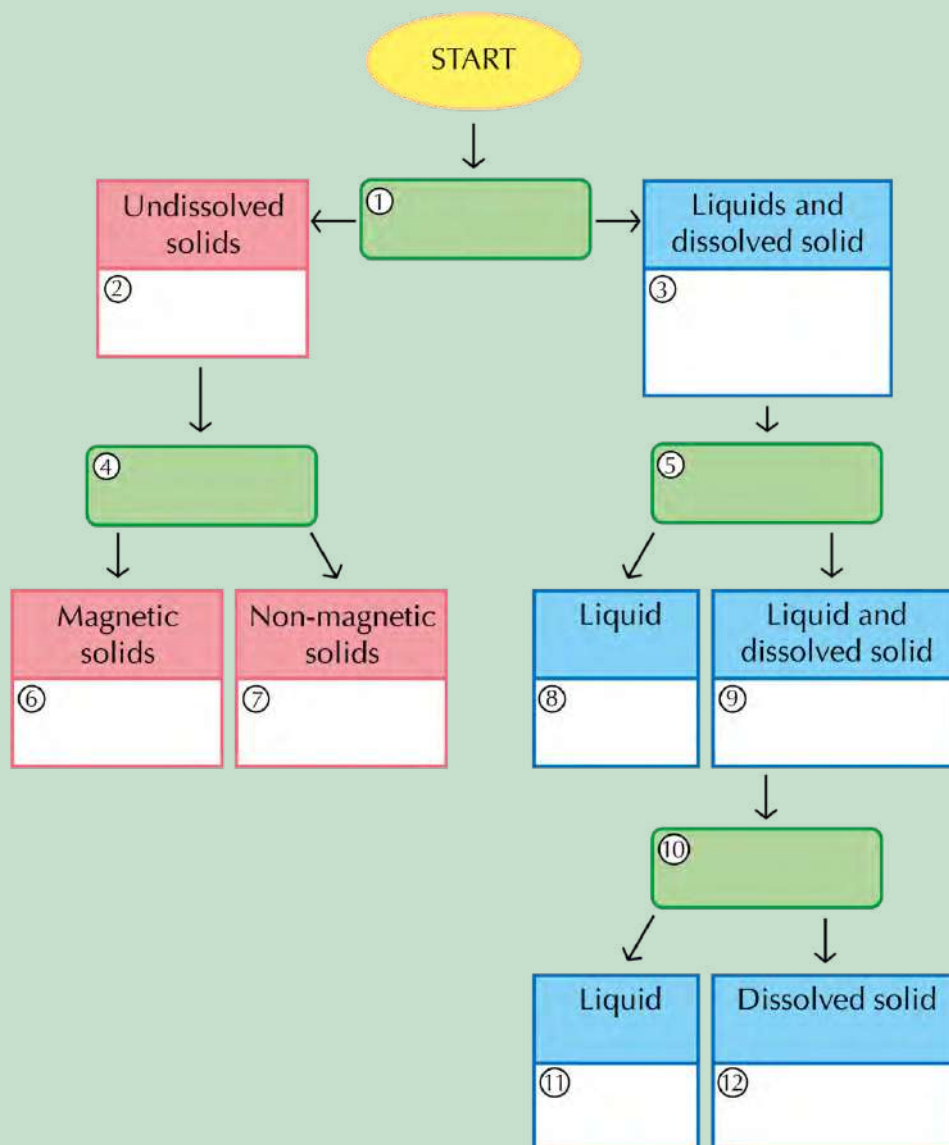 START
①
Undissolved
solids
Liquids and
dissolved solid
②
③
④
⑤
Magnetic
solids
Non-magnetic
solids
Liquid
Liquid and
dissolved solid
⑥
⑦
⑧
⑨
⑩
Liquid
Dissolved solid
⑪
⑫